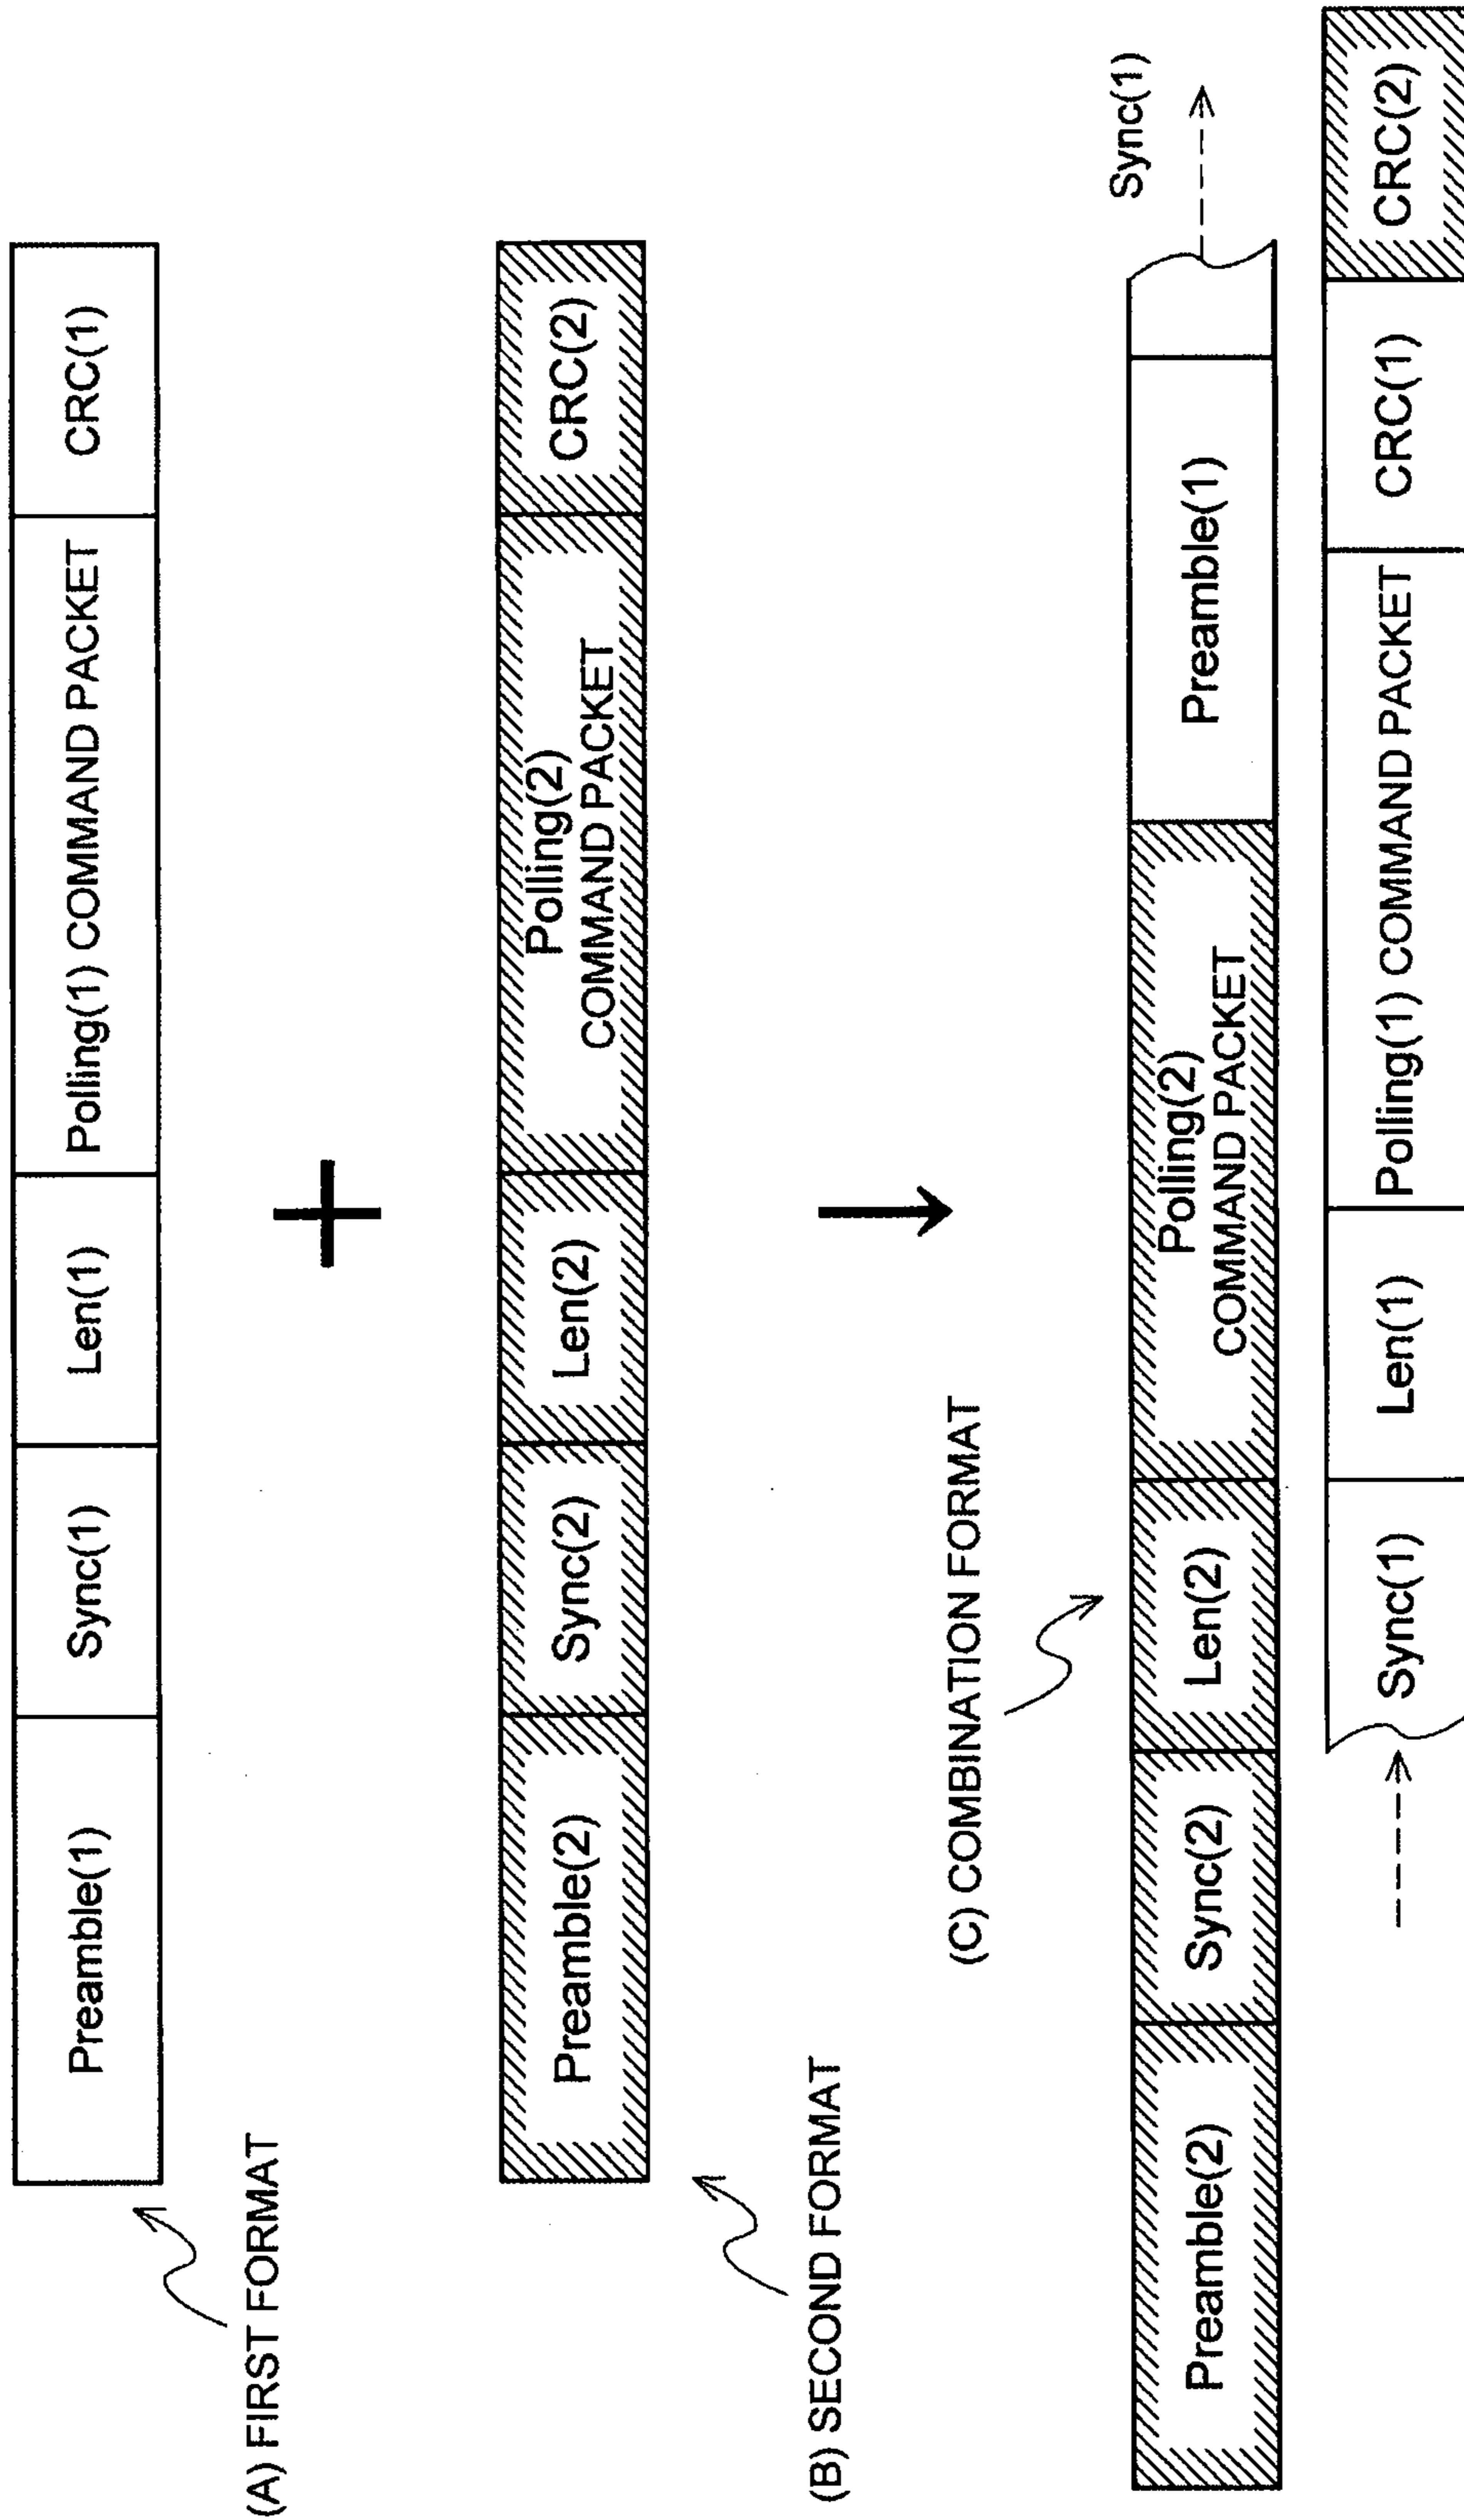 (A) FIRST FORMAT
Preamble(1)
Sync(1)
Len(1)
Polling(1) COMMAND PACKET
CRC(1)
+
(B) SECOND FORMAT
Preamble(2)
Sync(2)
Len(2)
Polling(2)
COMMAND PACKET
CRC(2)
(C) COMBINATION FORMAT
Preamble(2)
Sync(2)
Len(2)
Polling(2)
COMMAND PACKET
Preamble(1)
Sync(1)
Sync(1)
Len(1)
Polling(1) COMMAND PACKET
CRC(1)
CRC(2)